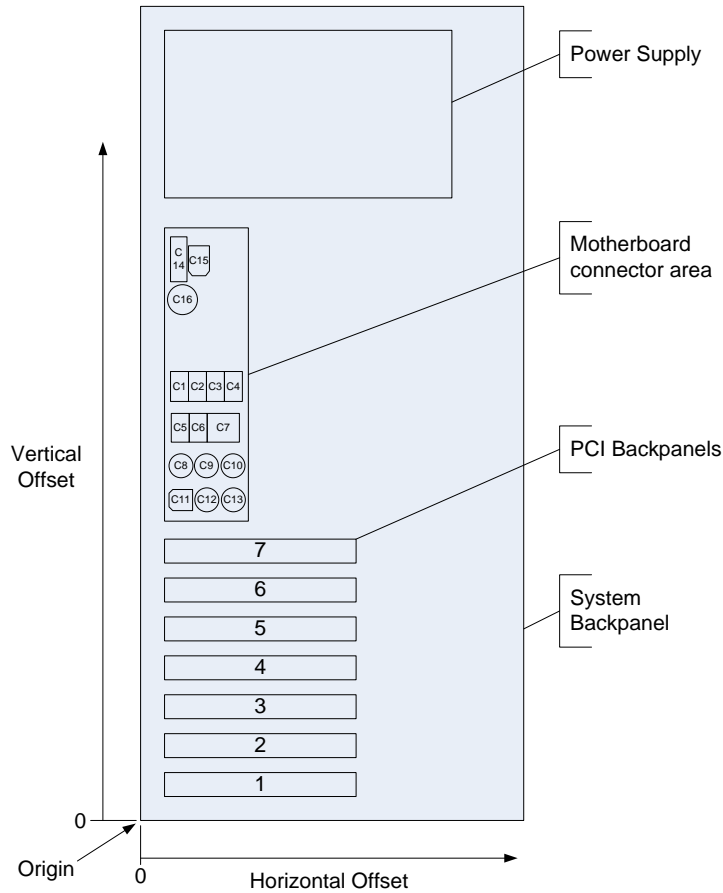 Power Supply
Motherboard
connector area
C
14
C15
C16
C1 C2 C3 C4
C5 C6 C7
C8 C9 C10
C11 C12 C13
Vertical
Offset
PCI Backpanels
7
6
5
4
3
2
1
System
Backpanel
0
Origin
0
Horizontal Offset